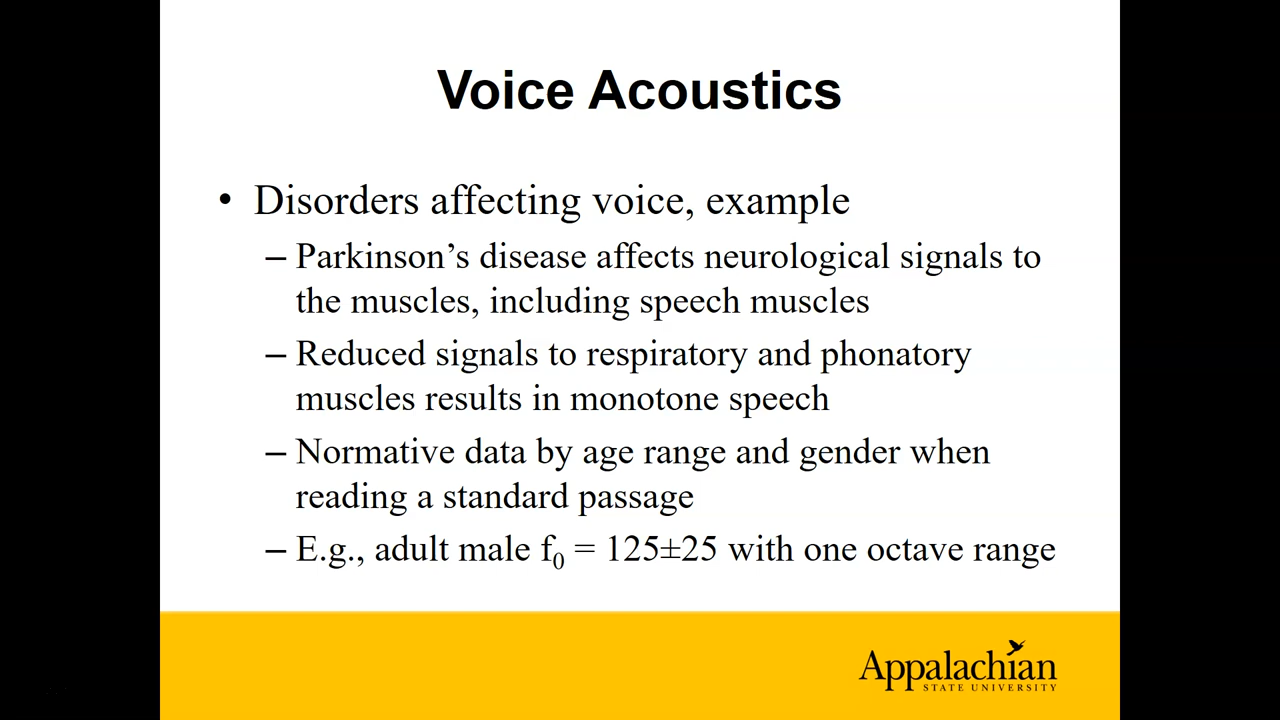 Voice Acoustics
• Disorders affecting voice, example
– Parkinson’s disease affects neurological signals to
the muscles, including speech muscles
– Reduced signals to respiratory and phonatory
muscles results in monotone speech
– Normative data by age range and gender when
reading a standard passage
– E.g., adult male f₀ = 125±25 with one octave range
Appalachian
STATE UNIVERSITY